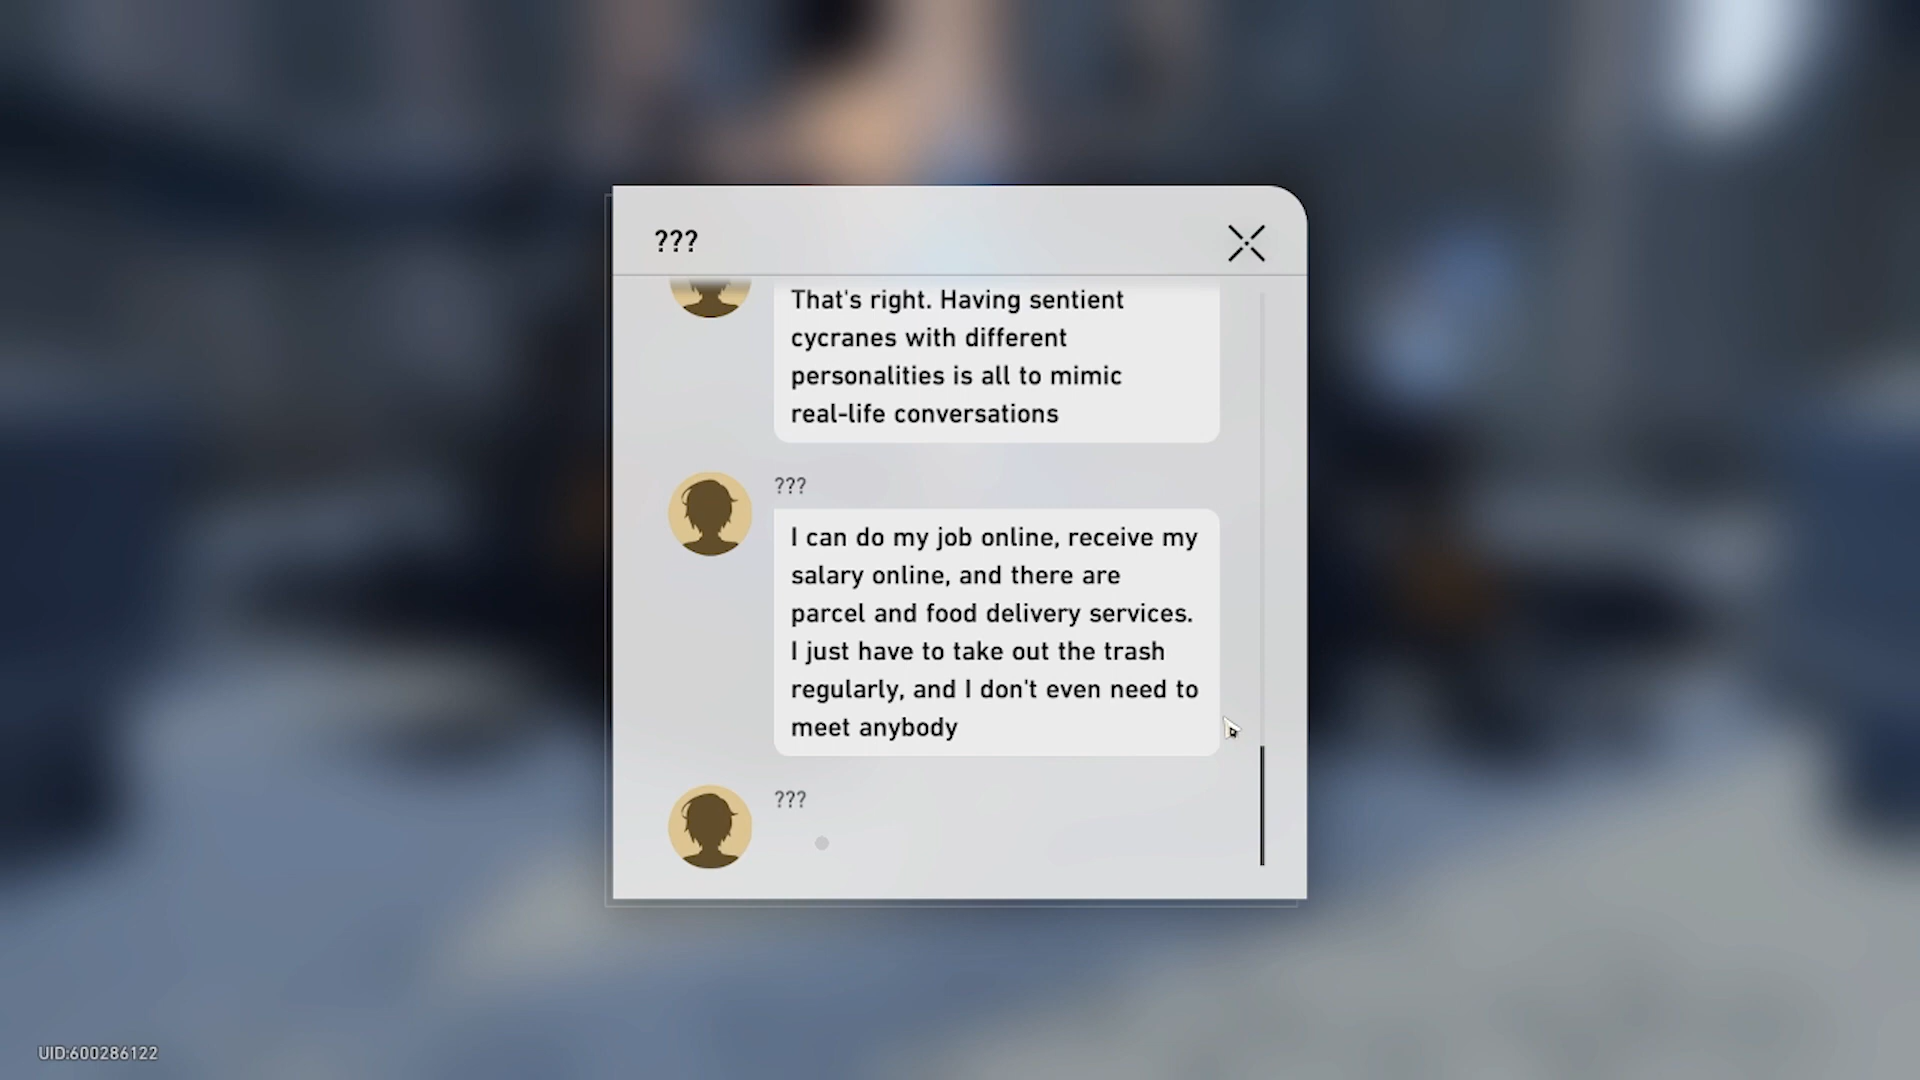 ???
That's right. Having sentient
cycranes with different
personalities is all to mimic
real-life conversations
???
I can do my job online, receive my
salary online, and there are
parcel and food delivery services.
I just have to take out the trash
regularly, and I don't even need to
meet anybody
???
UID:600286122